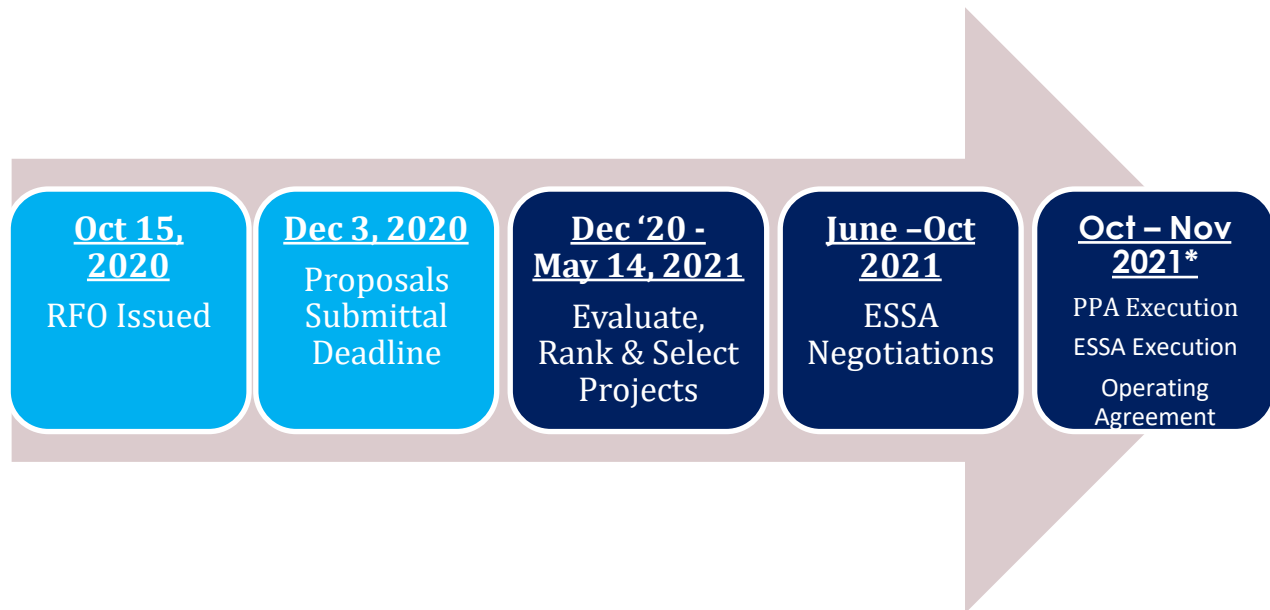 Oct 15,
2020
RFO Issued
Dec 3, 2020
Proposals
Submittal
Deadline
Dec ‘20 -
May 14, 2021
Evaluate,
Rank & Select
Projects
June –Oct
2021
ESSA
Negotiations
Oct – Nov
2021*
PPA Execution
ESSA Execution
Operating
Agreement